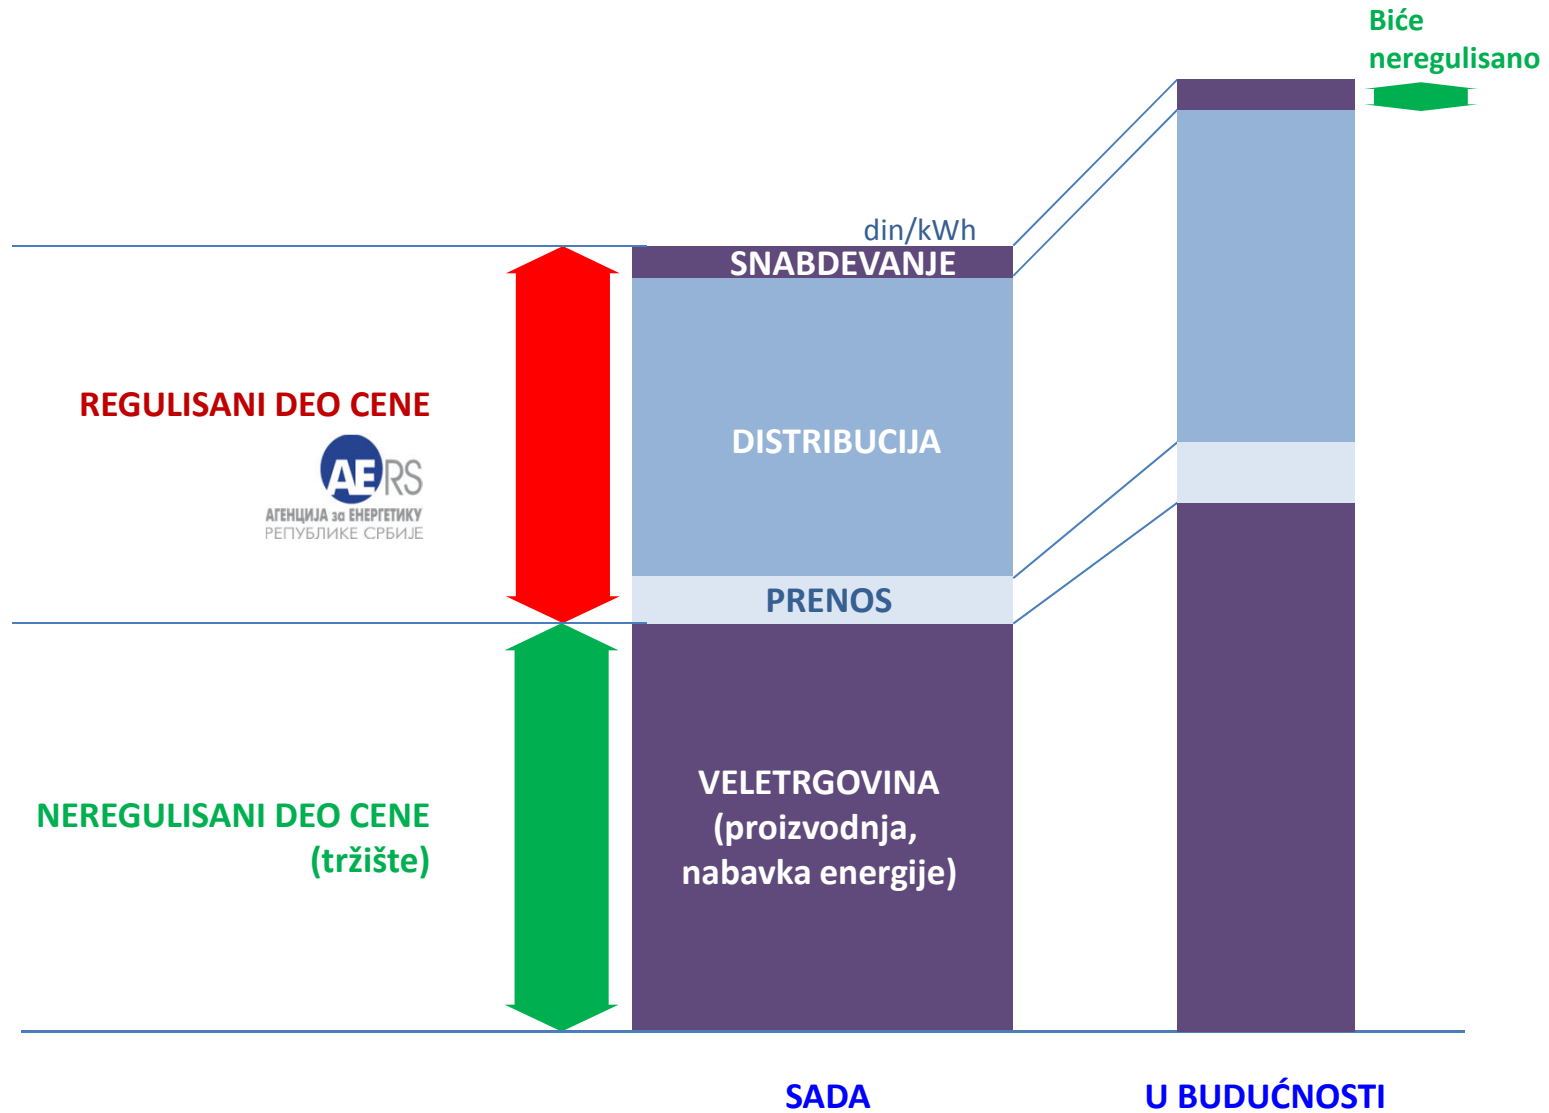 Biće
neregulisano
din/kWh
SNABDEVANJE
REGULISANI DEO CENE
DISTRIBUCIJA
AERS
АГЕНЦИЈА за ЕНЕРГЕТИКУ
РЕПУБЛИКЕ СРБИЈЕ
PRENOS
NEREGULISANI DEO CENE
(tržište)
VELETRGOVINA
(proizvodnja,
nabavka energije)
SADA
U BUDUĆNOSTI